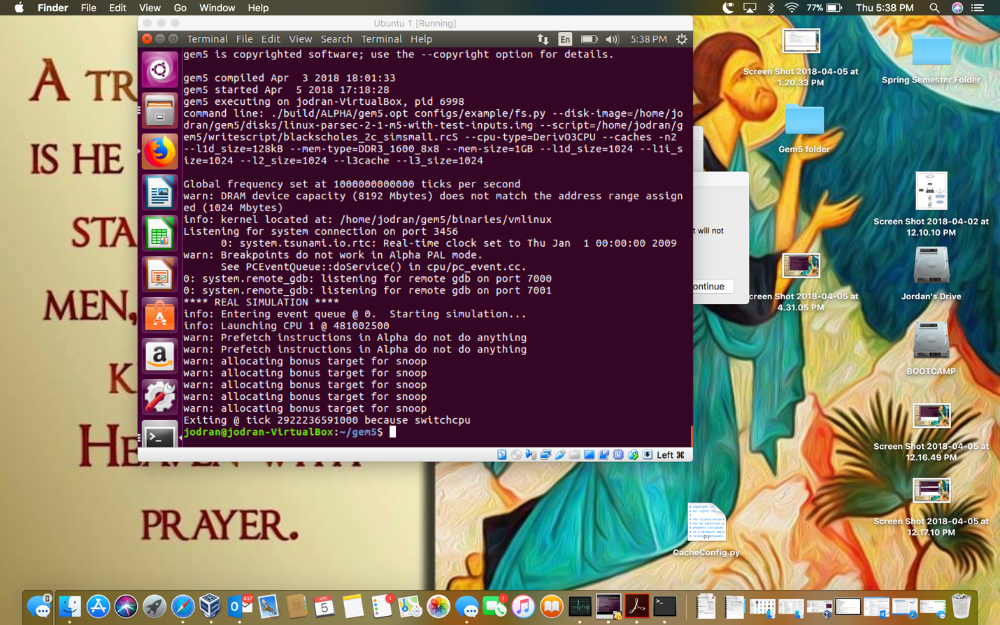 Finder File Edit View Go Window Help
77% Thu 5:38 PM
Ubuntu 1 [Running]
Terminal File Edit View Search Terminal Help
En 5:38 PM
gem5 is copyrighted software; use the --copyright option for details.
gem5 compiled Apr  3 2018 18:01:33
gem5 started Apr  5 2018 17:18:28
gem5 executing on jodran-VirtualBox, pid 6998
command line: ./build/ALPHA/gem5.opt configs/example/fs.py --disk-image=/home/jo
dran/gem5/disks/linux-parsec-2-1-m5-with-test-inputs.img --script=/home/jodran/g
em5/writescript/blackscholes_2c_simsmall.rcS --cpu-type=DerivO3CPU --caches -n2
--l1d_size=128kB --mem-type=DDR3_1600_8x8 --mem-size=1GB --l1d_size=1024 --l1i_s
ize=1024 --l2_size=1024 --l3cache --l3_size=1024
Global frequency set at 1000000000000 ticks per second
warn: DRAM device capacity (8192 Mbytes) does not match the address range assign
ed (1024 Mbytes)
info: kernel located at: /home/jodran/gem5/binaries/vmlinux
Listening for system connection on port 3456
      0: system.tsunami.io.rtc: Real-time clock set to Thu Jan  1 00:00:00 2009
warn: Breakpoints do not work in Alpha PAL mode.
      See PCEventQueue::doService() in cpu/pc_event.cc.
0: system.remote_gdb: listening for remote gdb on port 7000
0: system.remote_gdb: listening for remote gdb on port 7001
**** REAL SIMULATION ****
info: Entering event queue @ 0.  Starting simulation...
info: Launching CPU 1 @ 481002500
warn: Prefetch instructions in Alpha do not do anything
warn: Prefetch instructions in Alpha do not do anything
warn: allocating bonus target for snoop
warn: allocating bonus target for snoop
warn: allocating bonus target for snoop
warn: allocating bonus target for snoop
warn: allocating bonus target for snoop
Exiting @ tick 2922236591000 because switchcpu
jodran@jodran-VirtualBox:~/gem5$
Left ⌘
A TR
IS HE
STA
MEN,
K
HEAVEN WITH
PRAYER.
t will not
ontinue
Screen Shot 2018-04-05 at
1.20.33 PM
Spring Semester Folder
Gem5 folder
Screen Shot 2018-04-02 at
12.10.10 PM
creen Shot 2018-04-05 at
4.31.05 PM
Jordan's Drive
BOOTCAMP
Screen Shot 2018-04-05 at
12.16.49 PM
Screen Shot 2018-04-05 at
12.17.10 PM
PY
CacheConfig.py
437
APR
5
1
1